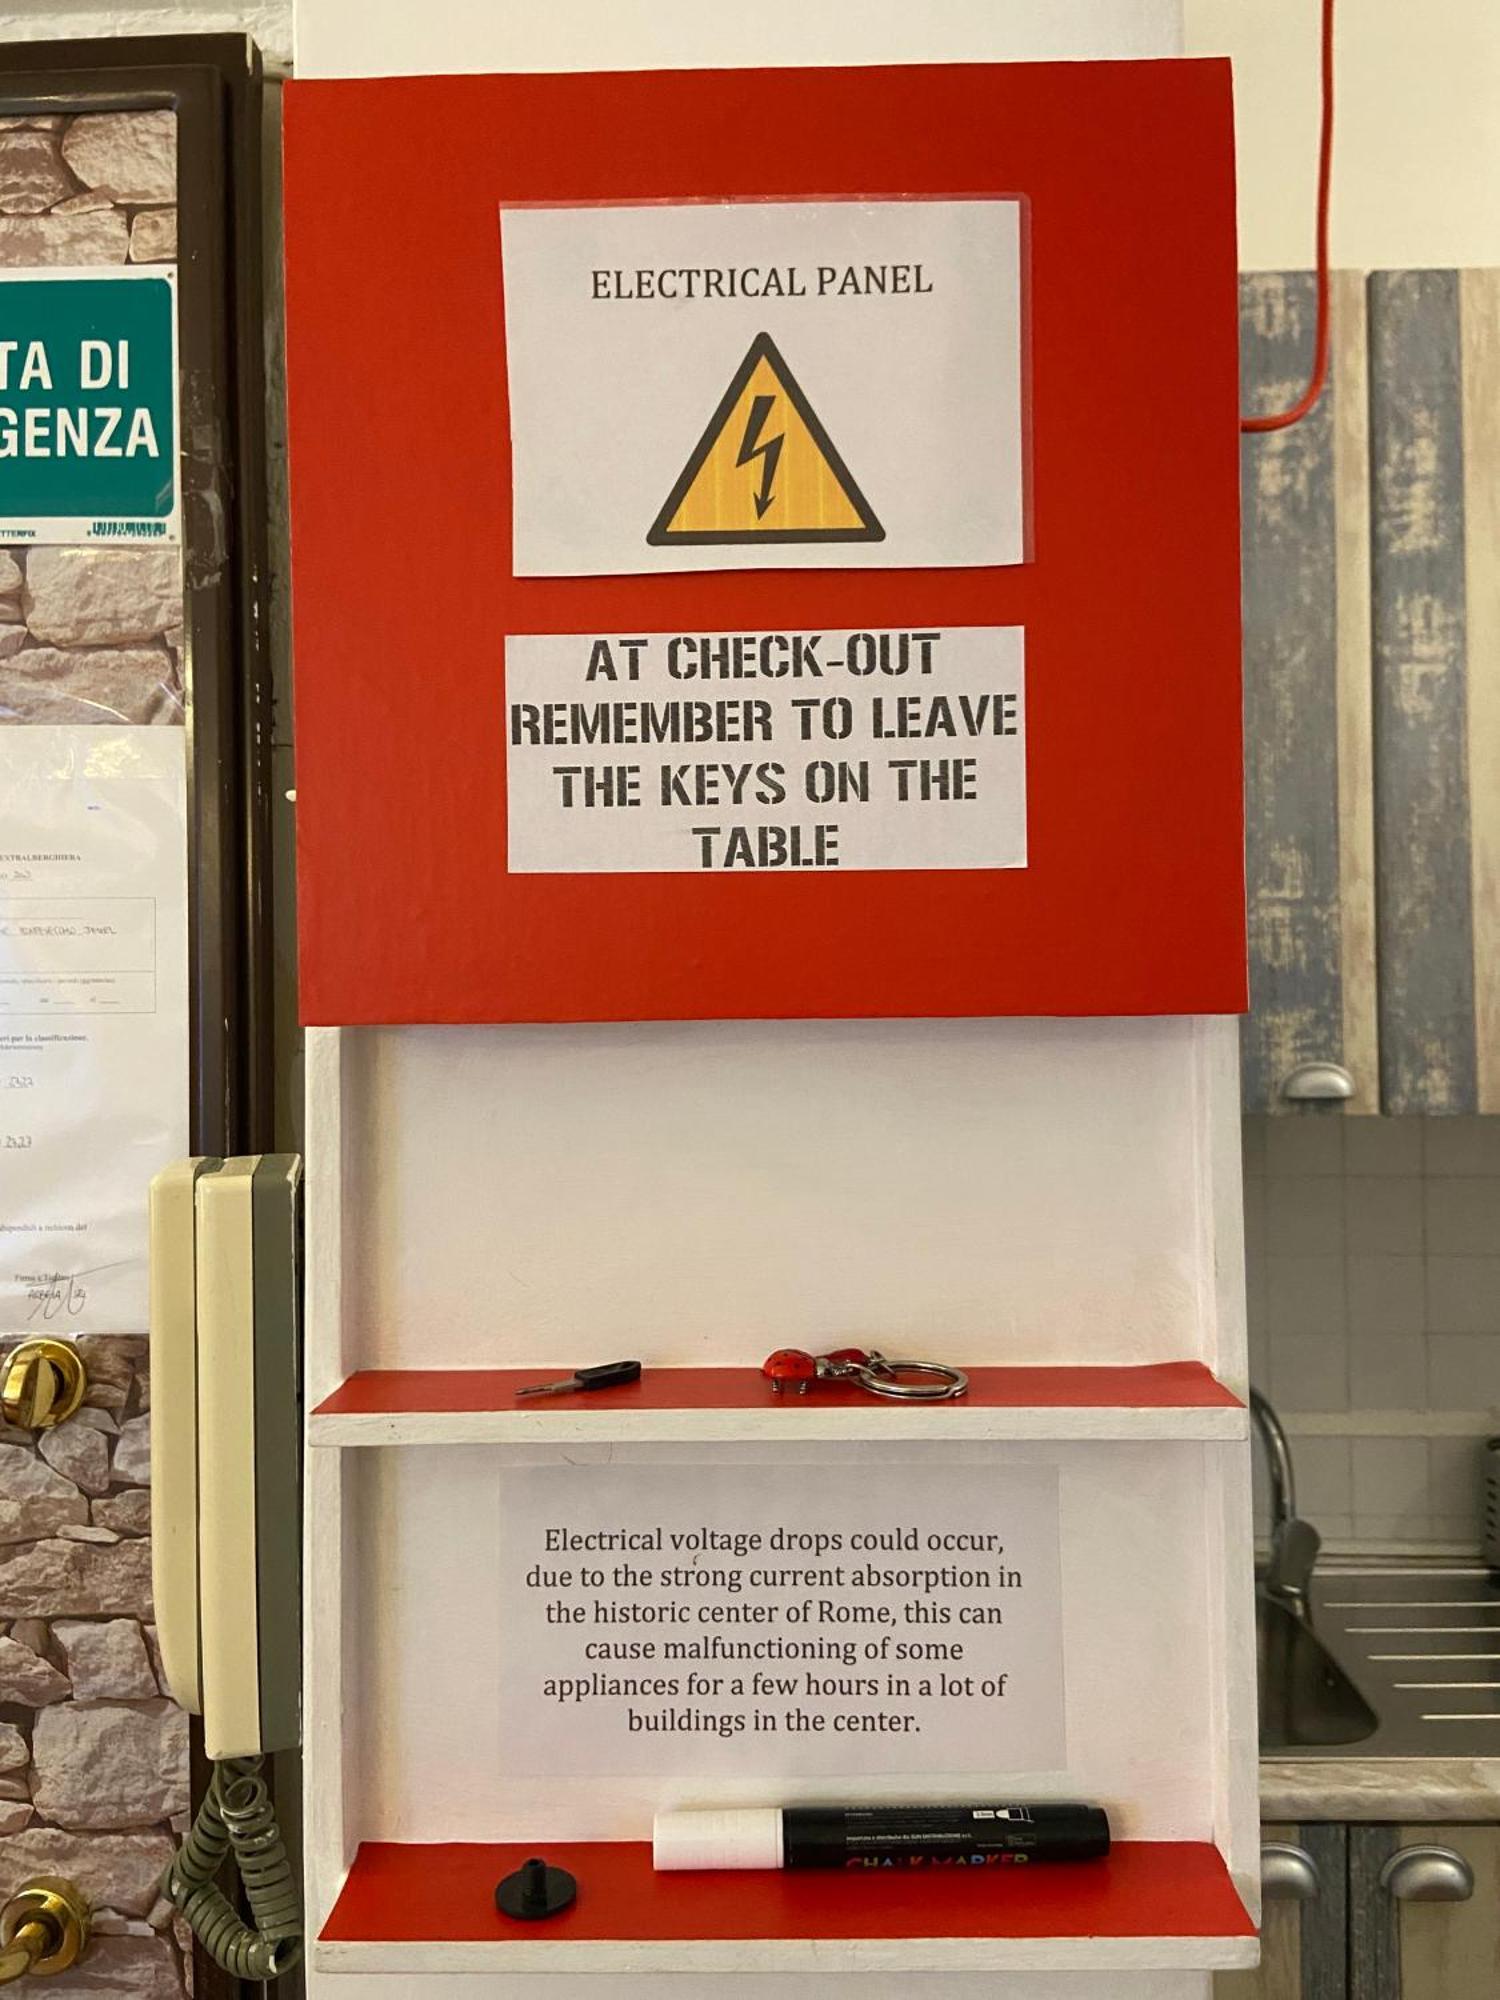 ELECTRICAL PANEL
AT CHECK-OUT
REMEMBER TO LEAVE
THE KEYS ON THE
TABLE
Electrical voltage drops could occur,
due to the strong current absorption in
the historic center of Rome, this can
cause malfunctioning of some
appliances for a few hours in a lot of
buildings in the center.
CHALK MARKER
TA DI
GENZA